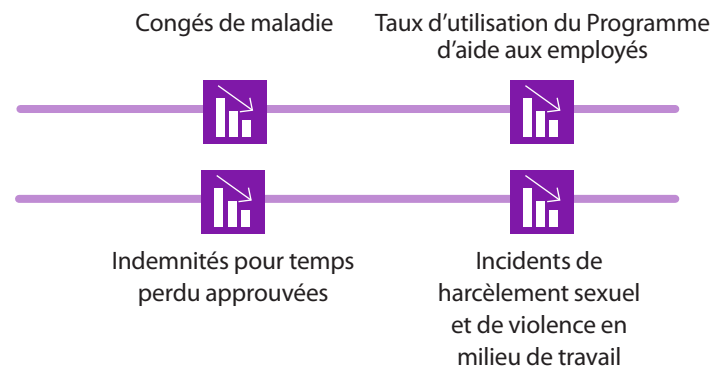 Congés de maladie
Taux d’utilisation du Programme
d’aide aux employés
Indemnités pour temps
perdu approuvées
Incidents de
harcèlement sexuel
et de violence en
milieu de travail